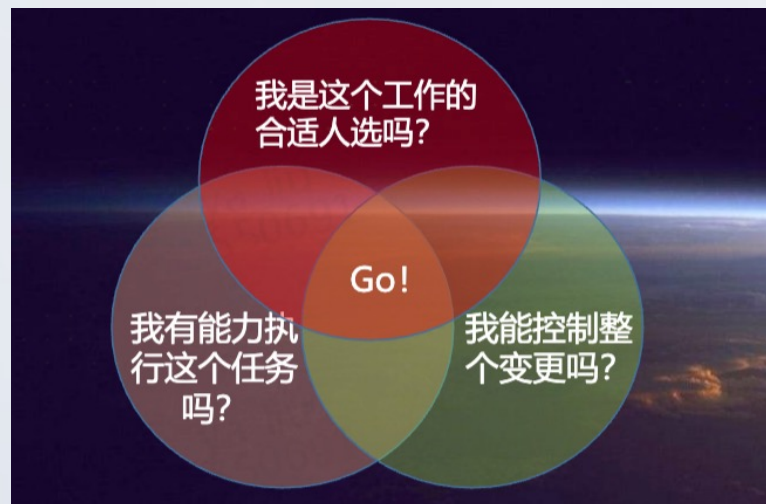 我是这个工作的
合适人选吗?
Go!
我有能力执
行这个任务
吗?
我能控制整
个变更吗?